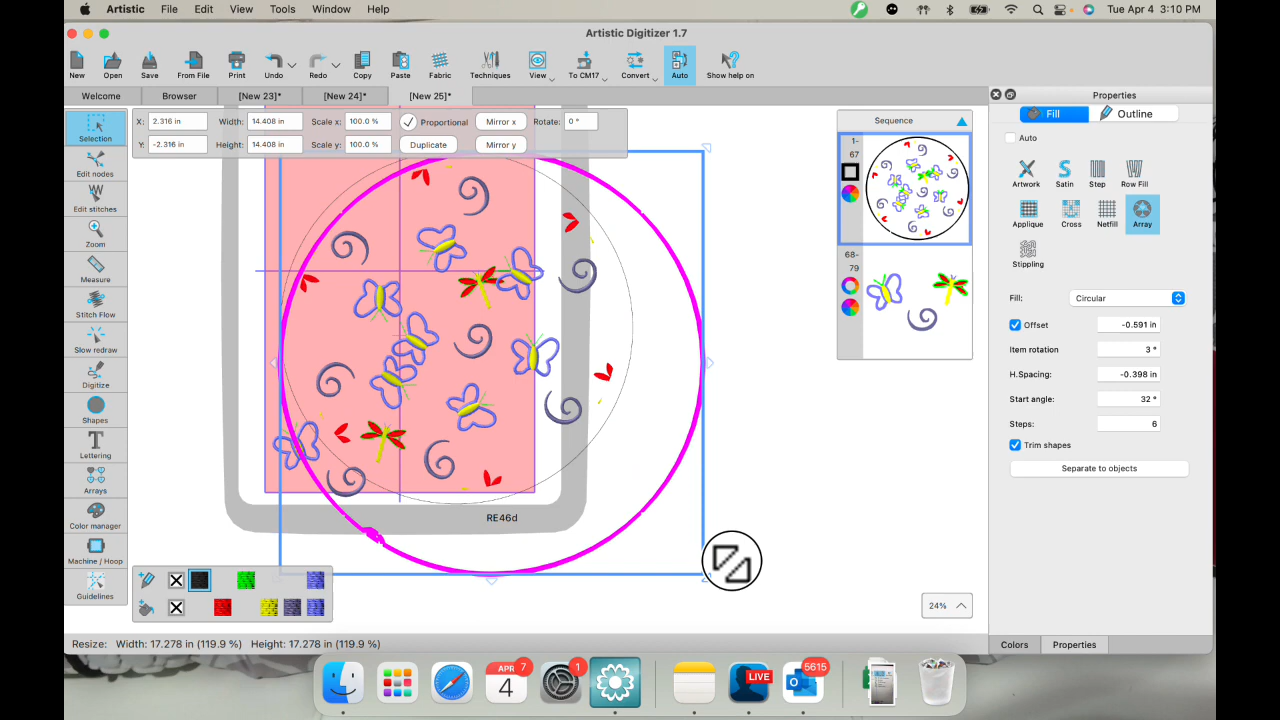 Artistic File Edit View Tools Window Help Tue Apr 4 3:10 PM
Artistic Digitizer 1.7
New Open Save From File Print Undo Redo Copy Paste Fabric Techniques View To CM17 Convert Auto Show help on
Welcome Browser [New 23]* [New 24]* [New 25]*
Properties
X: 2.316 in Width: 14.408 in Scale x: 100.0 % Proportional Mirror x Rotate: 0 °
Y: -2.316 in Height: 14.408 in Scale y: 100.0 % Duplicate Mirror y
Selection
Edit nodes
Edit stitches
Zoom
Measure
Stitch Flow
Slow redraw
Digitize
Shapes
Lettering
Arrays
Color manager
Machine / Hoop
Guidelines
RE46d
Sequence
1-
67
68-
79
24%
Fill Outline
Auto
Artwork Satin Step Row Fill
Applique Cross Netfill Array
Stippling
Fill: Circular
Offset -0.591 in
Item rotation 3 °
H.Spacing: -0.398 in
Start angle: 32 °
Steps: 6
Trim shapes
Separate to objects
Resize: Width: 17.278 in (119.9 %) Height: 17.278 in (119.9 %)
Colors Properties
APR 7
4
1
LIVE
5615